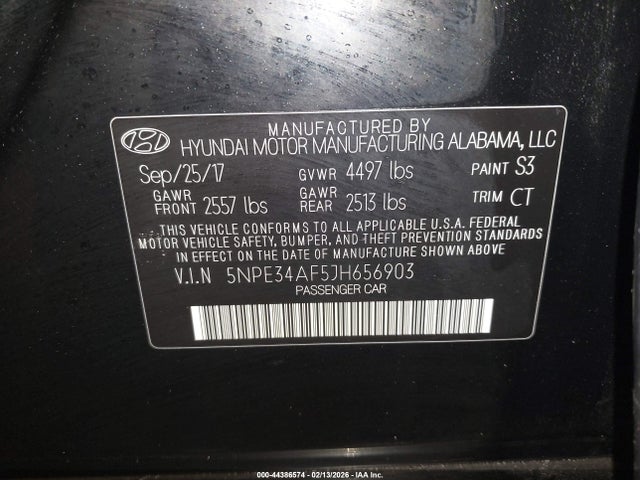 MANUFACTURED BY
HYUNDAI MOTOR MANUFACTURING ALABAMA, LLC
Sep/25/17 GVWR 4497 lbs PAINT S3
GAWR FRONT 2557 lbs GAWR REAR 2513 lbs TRIM CT
THIS VEHICLE CONFORMS TO ALL APPLICABLE U.S.A. FEDERAL
MOTOR VEHICLE SAFETY, BUMPER, AND THEFT PREVENTION STANDARDS
IN EFFECT ON THE DATE OF MANUFACTURE SHOWN ABOVE
V.I.N 5NPE34AF5JH656903
PASSENGER CAR
000-44386574 | 02/13/2026 - IAA Inc.